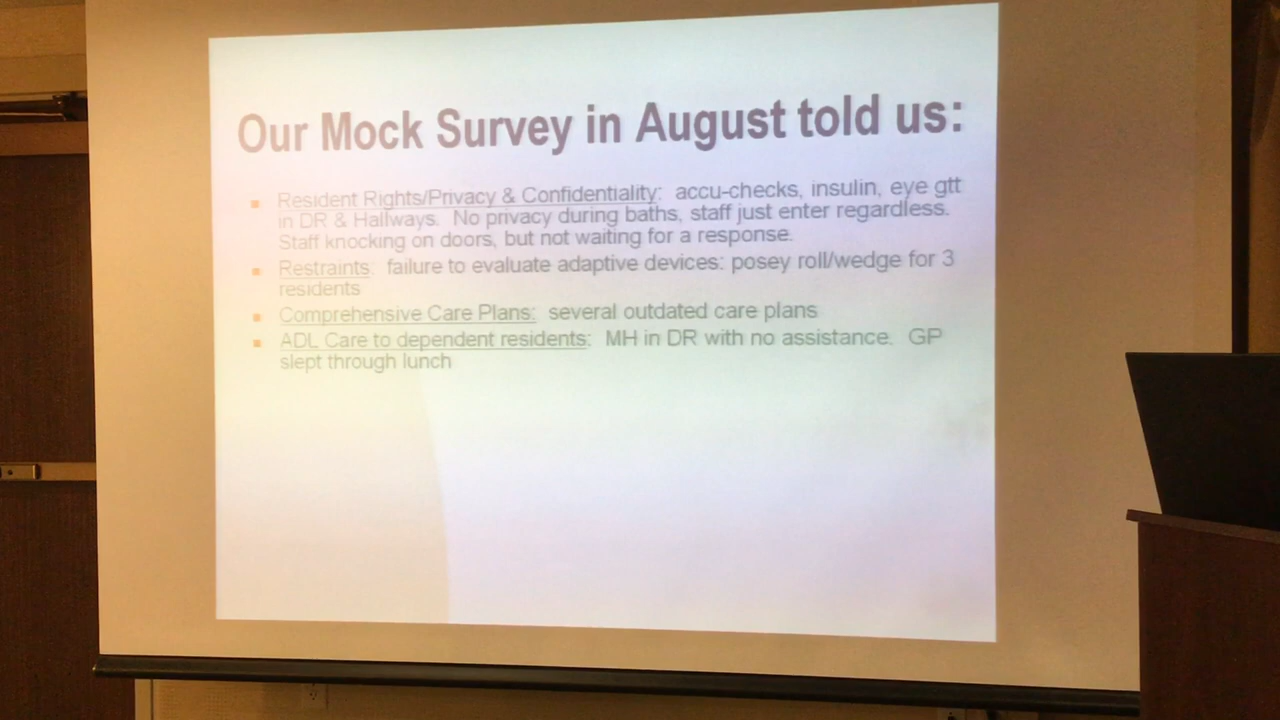 Our Mock Survey in August told us:
Resident Rights/Privacy & Confidentiality: accu-checks, insulin, eye gtt
in DR & Hallways. No privacy during baths, staff just enter regardless.
Staff knocking on doors, but not waiting for a response.
Restraints: failure to evaluate adaptive devices: posey roll/wedge for 3
residents
Comprehensive Care Plans: several outdated care plans
ADL Care to dependent residents: MH in DR with no assistance. GP
slept through lunch